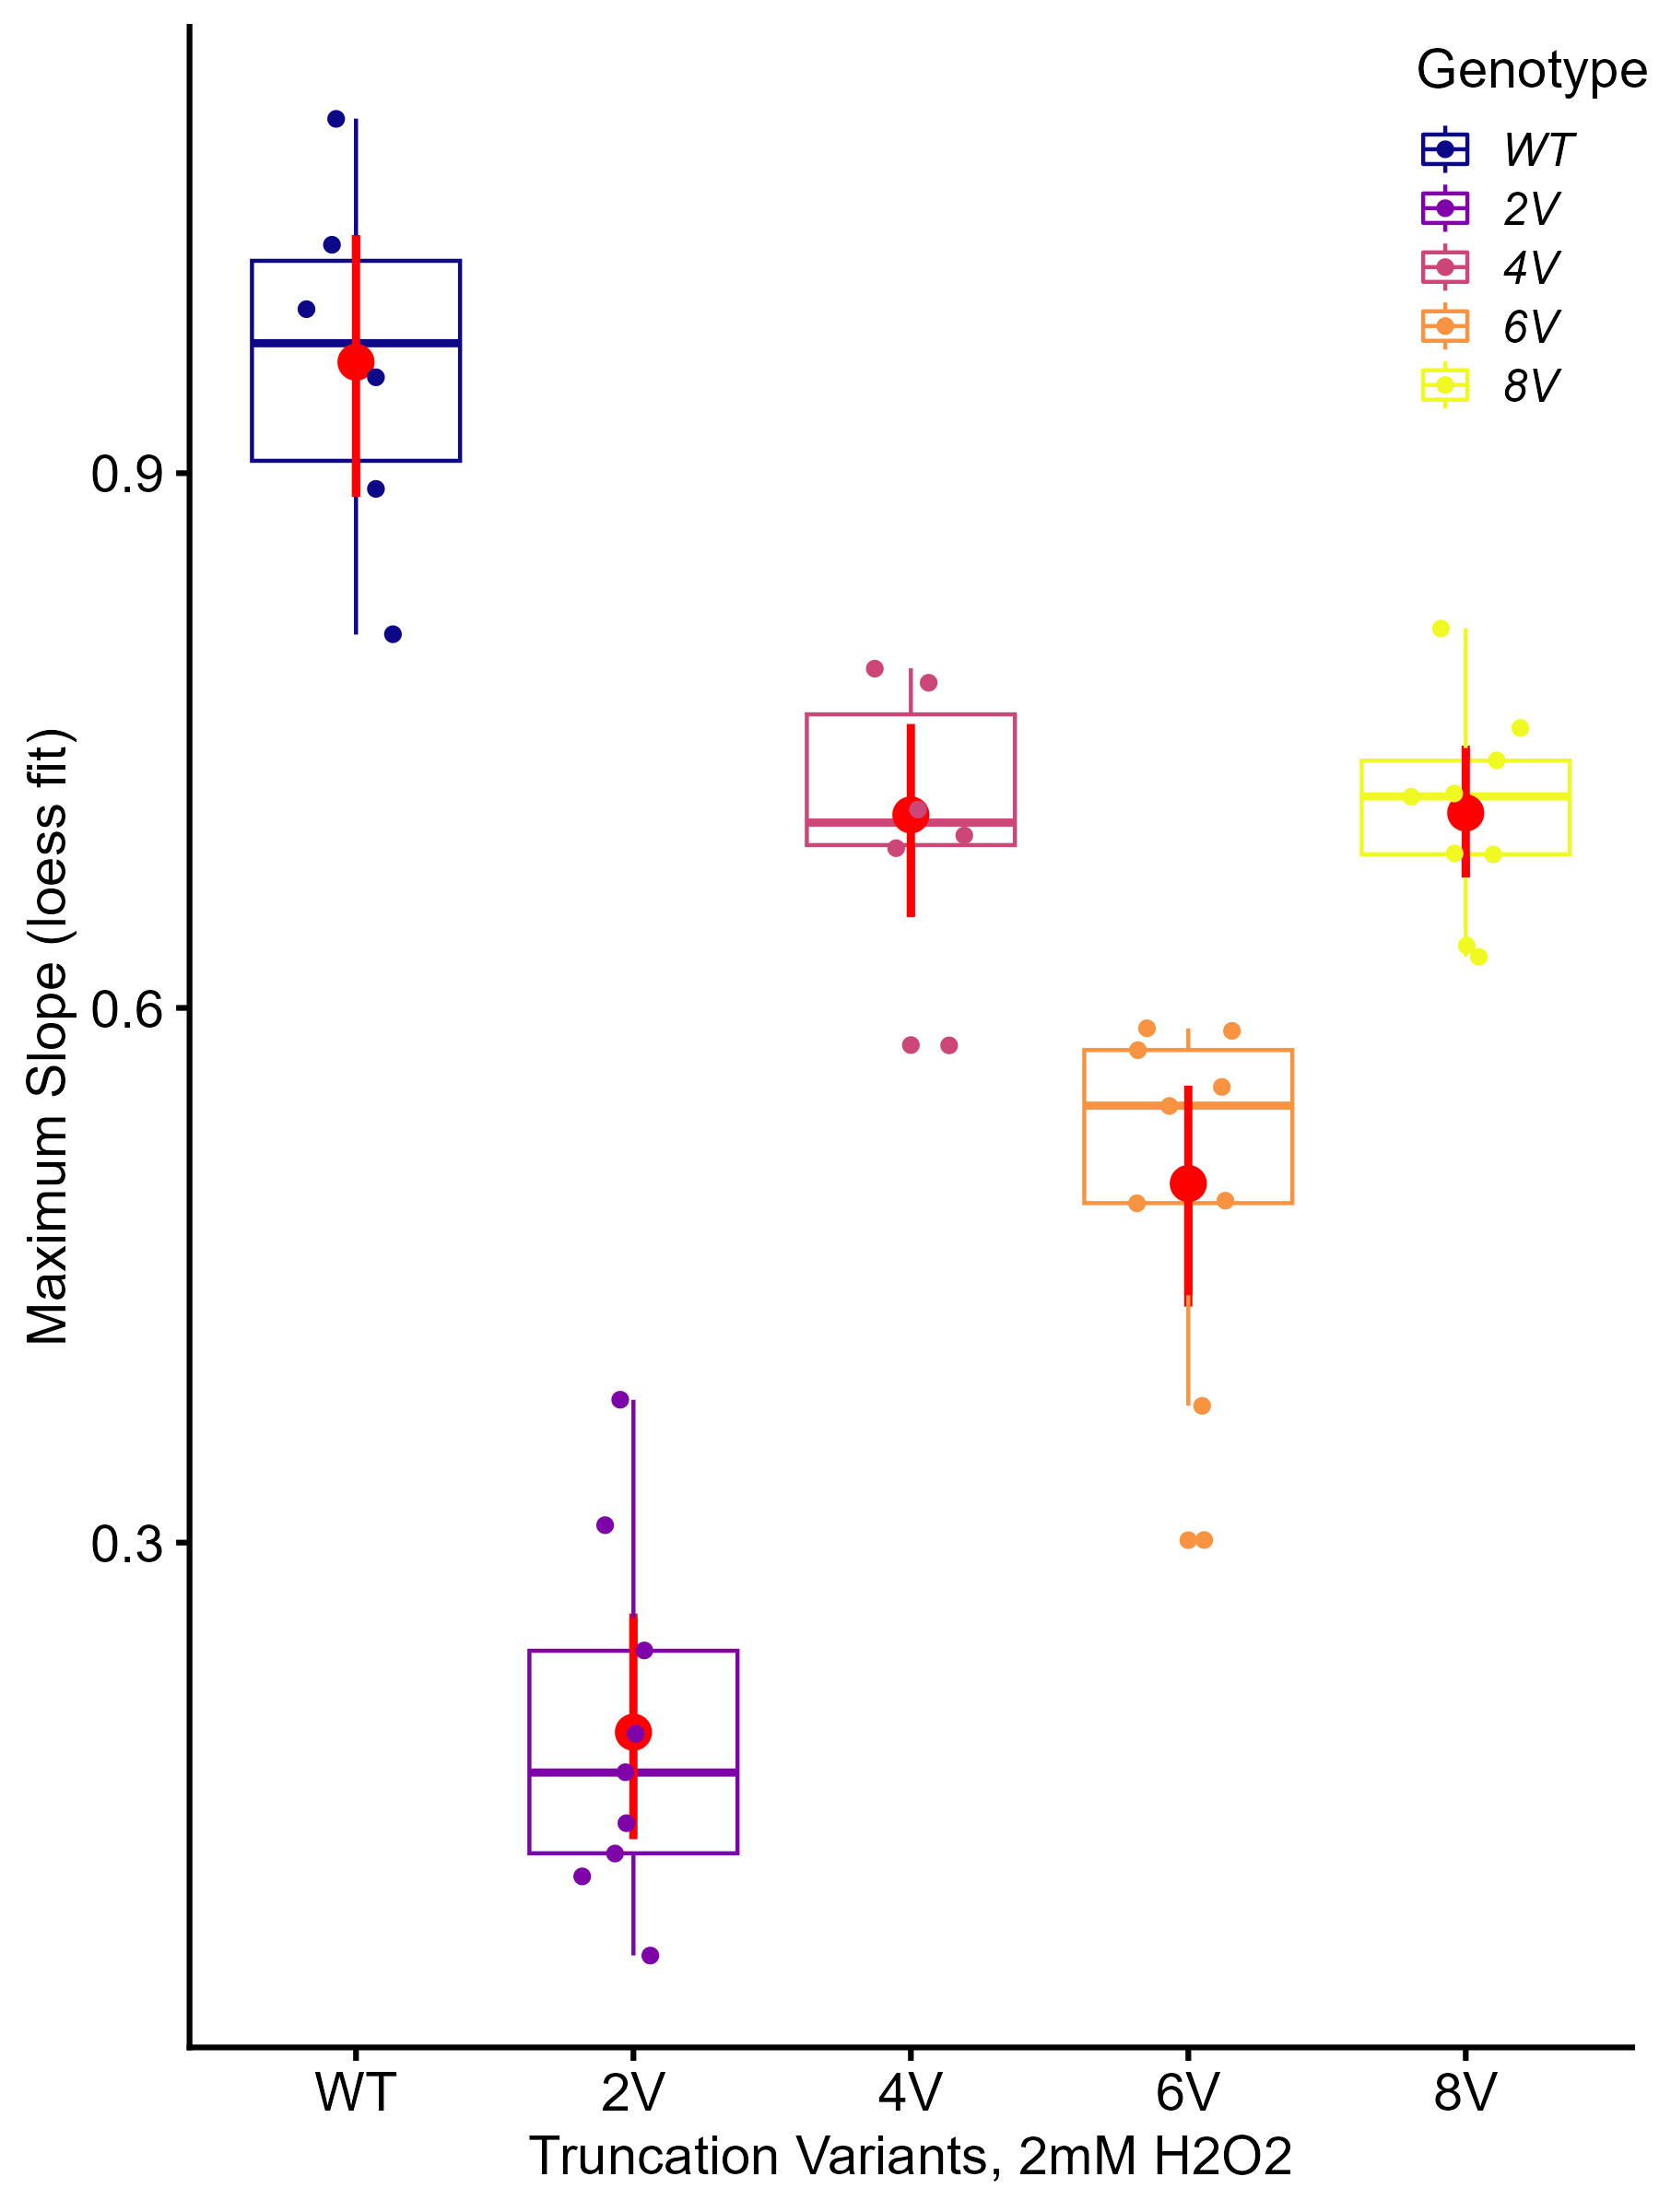 Genotype
WT
2V
4V
6V
8V
Maximum Slope (loess fit)
0.9
0.6
0.3
WT 2V 4V 6V 8V
Truncation Variants, 2mM H2O2